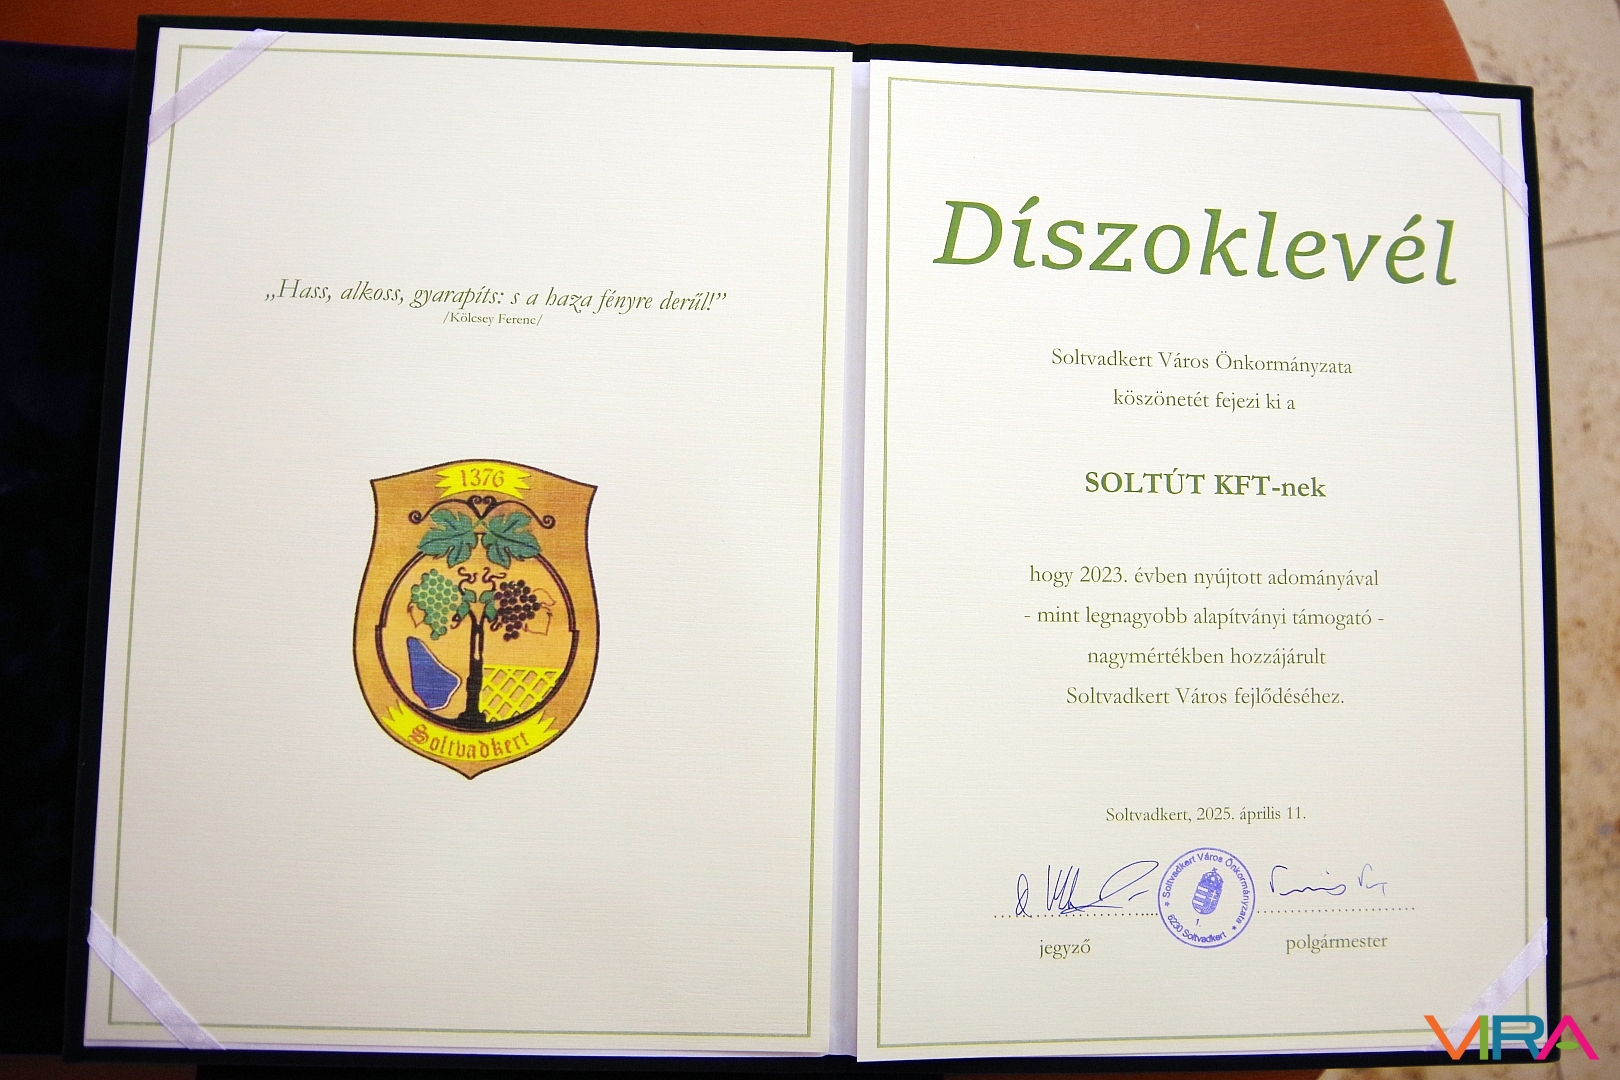 „Hass, alkoss, gyarapíts: s a haza fényre derűl!”
/Kölcsey Ferenc/
1376
Soltvadkert
Díszoklevél
Soltvadkert Város Önkormányzata
köszönetét fejezi ki a
SOLTÚT KFT-nek
hogy 2023. évben nyújtott adományával
- mint legnagyobb alapítványi támogató -
nagymértékben hozzájárult
Soltvadkert Város fejlődéséhez.
Soltvadkert, 2025. április 11.
Soltvadkert Város Önkormányzata
1.
6230 Soltvadkert
jegyző
polgármester
VIRA